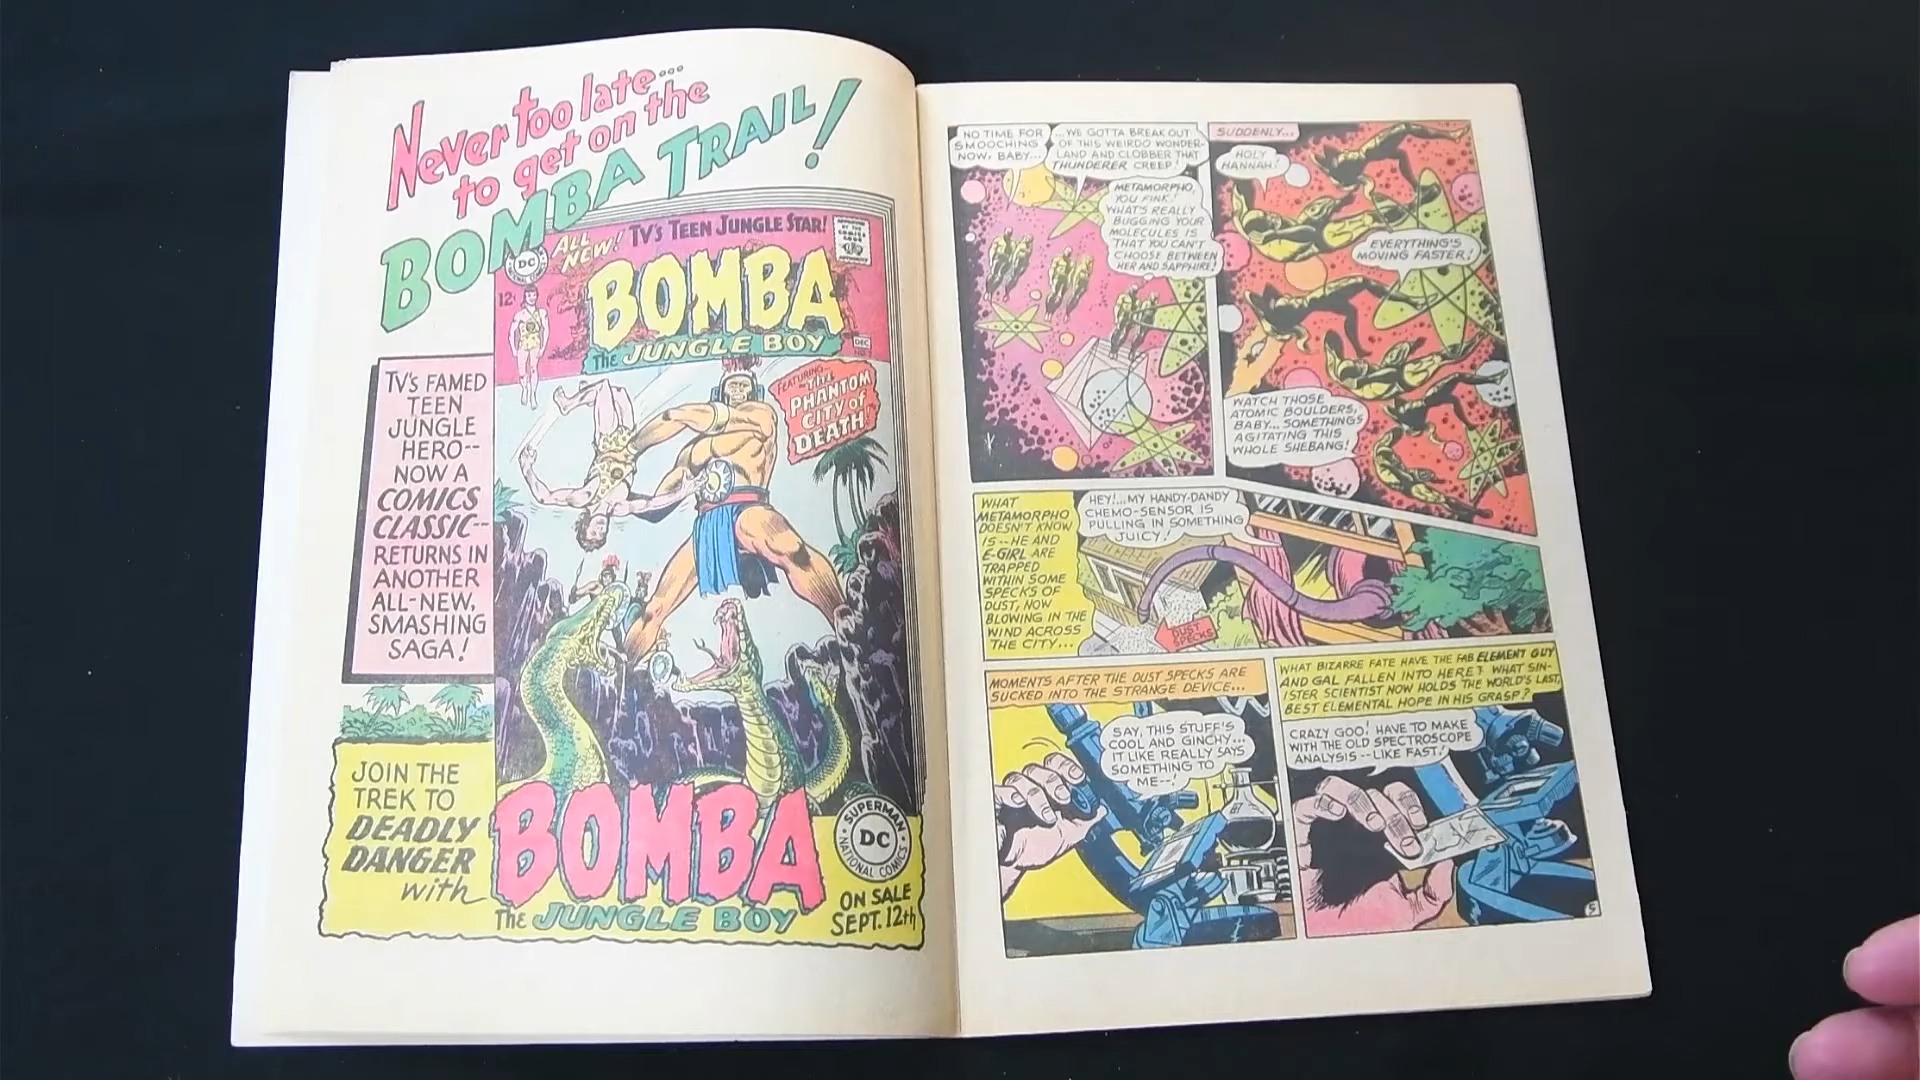 Never too late...
to get on the
BOMBA TRAIL!
ALL NEW!
TV's TEEN JUNGLE STAR!
APPROVED
BY THE
COMICS
CODE
AUTHORITY
DC
12¢
BOMBA
The JUNGLE BOY
DEC
FEATURING
"THE
PHANTOM
CITY of
DEATH!"
TV's FAMED
TEEN
JUNGLE
HERO--
NOW A
COMICS
CLASSIC--
RETURNS IN
ANOTHER
ALL-NEW,
SMASHING
SAGA!
JOIN THE
TREK TO
DEADLY
DANGER
with
BOMBA
The JUNGLE BOY
SUPERMAN
DC
NATIONAL COMICS
ON SALE
SEPT. 12th
NO TIME FOR
SMOOCHING
NOW, BABY...
...WE GOTTA BREAK OUT
OF THIS WEIRDO WONDER-
LAND AND CLOBBER THAT
THUNDERER CREEP!
METAMORPHO,
YOU FINK!
WHAT'S REALLY
BUGGING YOUR
MOLECULES IS
THAT YOU CAN'T
CHOOSE BETWEEN
HER AND SAPPHIRE!
SUDDENLY...
HOLY
HANNAH!
EVERYTHING'S
MOVING FASTER!
WATCH THOSE
ATOMIC BOULDERS,
BABY... SOMETHING'S
AGITATING THIS
WHOLE SHEBANG!
WHAT
METAMORPHO
DOESN'T KNOW
IS--HE AND
E-GIRL ARE
TRAPPED
WITHIN SOME
SPECKS OF
DUST, NOW
BLOWING IN THE
WIND ACROSS
THE CITY...
HEY!...MY HANDY-DANDY
CHEMO-SENSOR IS
PULLING IN SOMETHING
JUICY!
DUST
SPECKS
MOMENTS AFTER THE DUST SPECKS ARE
SUCKED INTO THE STRANGE DEVICE...
SAY, THIS STUFF'S
COOL AND GINCHY...
IT LIKE REALLY SAYS
SOMETHING TO
ME--!
WHAT BIZARRE FATE HAVE THE FAB ELEMENT GUY
AND GAL FALLEN INTO HERE? WHAT SIN-
ISTER SCIENTIST NOW HOLDS THE WORLD'S LAST,
BEST ELEMENTAL HOPE IN HIS GRASP?
CRAZY GOO! HAVE TO MAKE
WITH THE OLD SPECTROSCOPE
ANALYSIS--LIKE FAST!
5